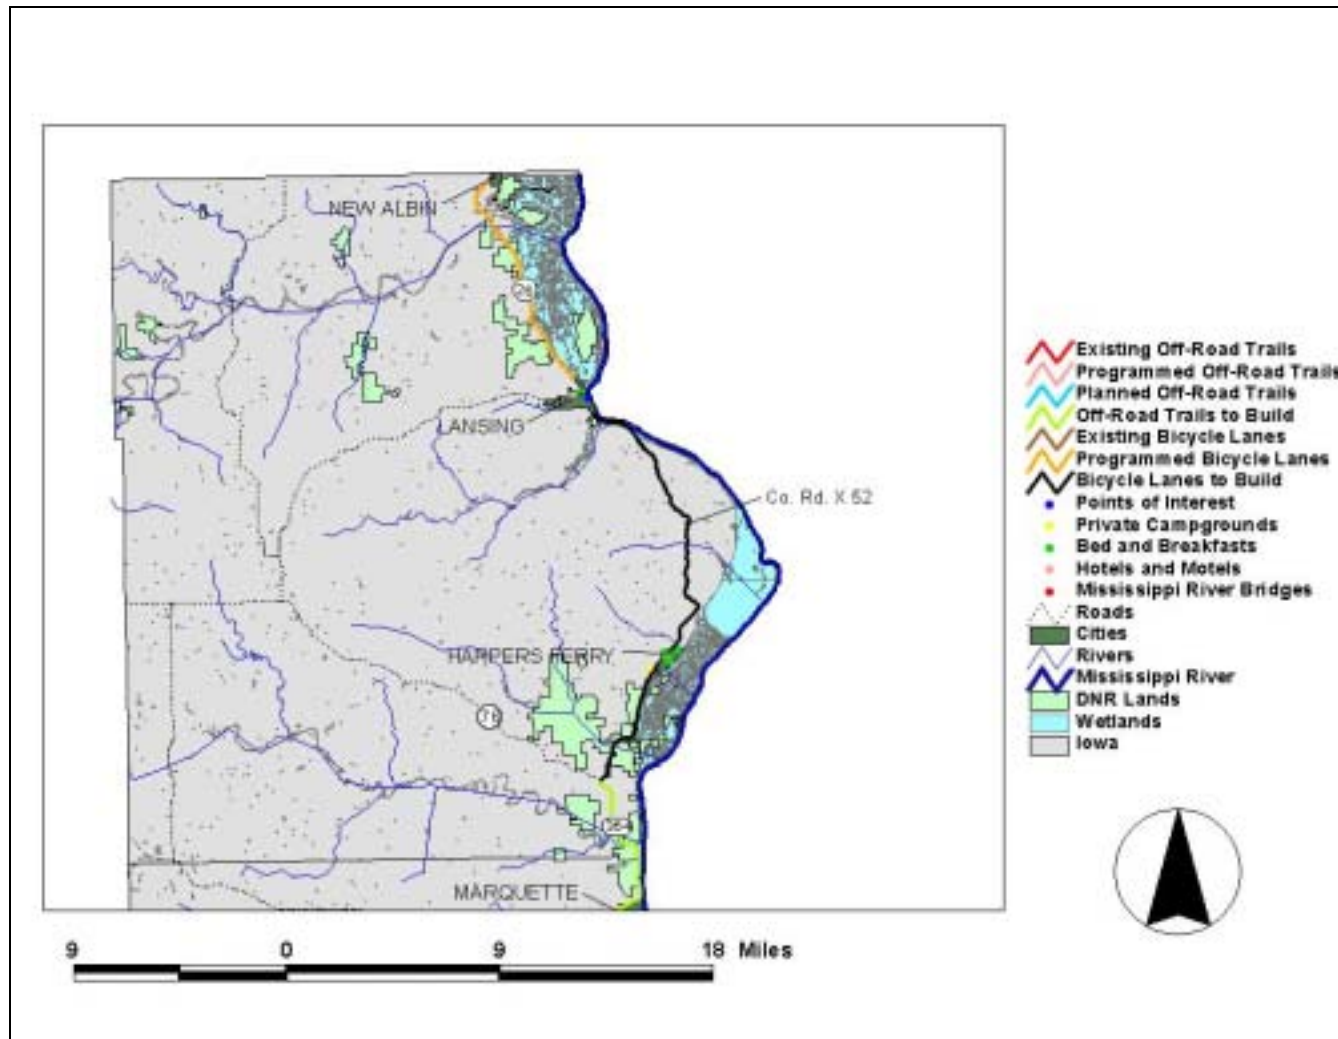 NEW ALBIN
26
LANSING
Co. Rd. X 52
HARPERS FERRY
76
MARQUETTE
Existing Off-Road Trails
Programmed Off-Road Trails
Planned Off-Road Trails
Off-Road Trails to Build
Existing Bicycle Lanes
Programmed Bicycle Lanes
Bicycle Lanes to Build
Points of Interest
Private Campgrounds
Bed and Breakfasts
Hotels and Motels
Mississippi River Bridges
Roads
Cities
Rivers
Mississippi River
DNR Lands
Wetlands
Iowa
9 0 9 18 Miles